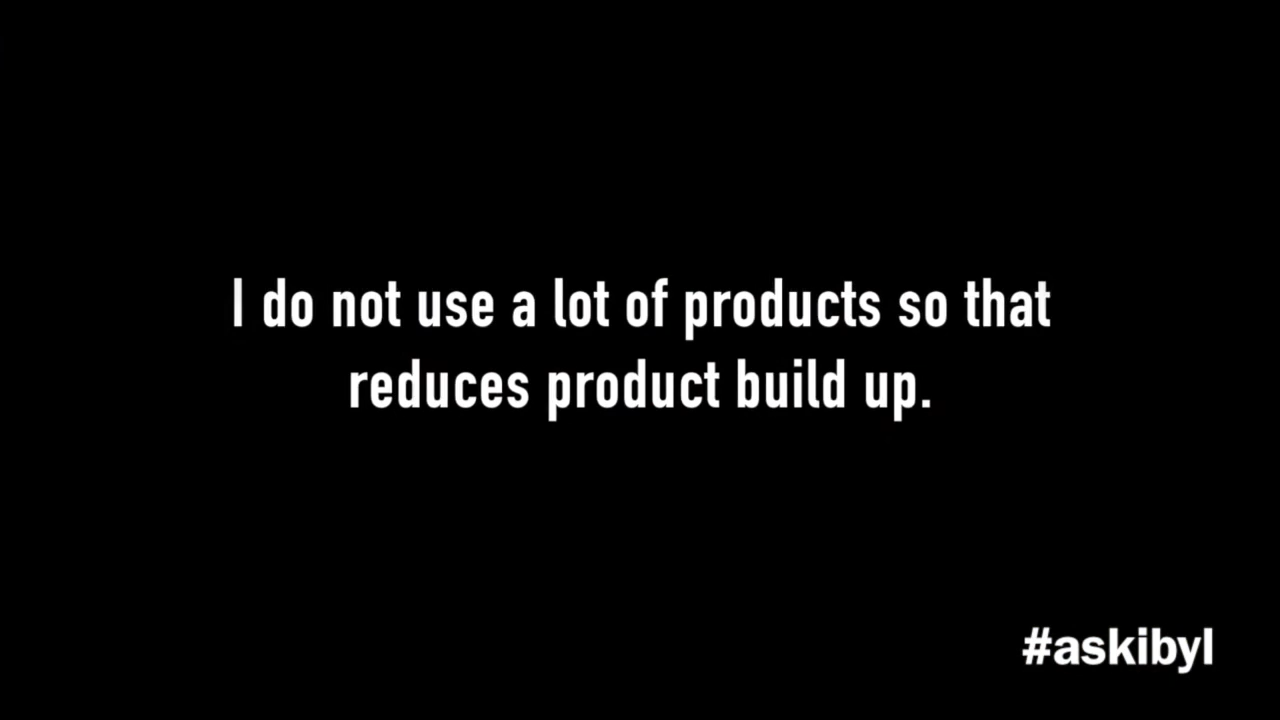 I do not use a lot of products so that
reduces product build up.
#askibyl